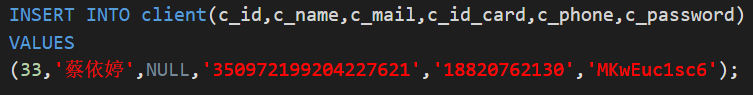 INSERT INTO client(c_id,c_name,c_mail,c_id_card,c_phone,c_password)
VALUES
(33,'蔡依婷',NULL,'350972199204227621','18820762130','MKwEuc1sc6');